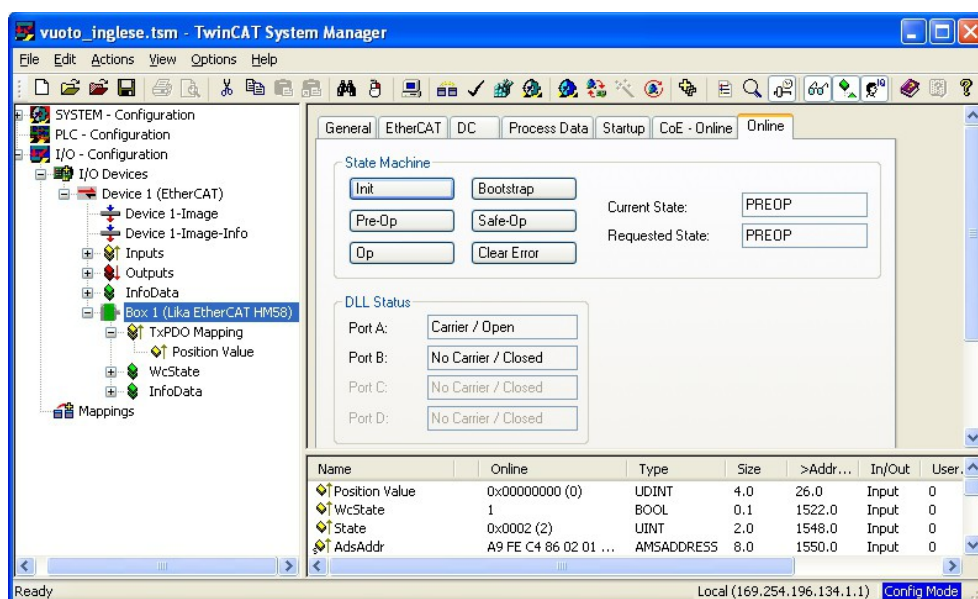 vuoto_inglese.tsm - TwinCAT System Manager
File Edit Actions View Options Help
SYSTEM - Configuration
PLC - Configuration
I/O - Configuration
I/O Devices
Device 1 (EtherCAT)
Device 1-Image
Device 1-Image-Info
Inputs
Outputs
InfoData
Box 1 (Lika EtherCAT HM58)
TxPDO Mapping
Position Value
WcState
InfoData
Mappings
General EtherCAT DC Process Data Startup CoE - Online Online
State Machine
Init Bootstrap
Pre-Op Safe-Op
Op Clear Error
Current State: PREOP
Requested State: PREOP
DLL Status
Port A: Carrier / Open
Port B: No Carrier / Closed
Port C: No Carrier / Closed
Port D: No Carrier / Closed
Name Online Type Size >Addr... In/Out User.
Position Value 0x00000000 (0) UDINT 4.0 26.0 Input 0
WcState 1 BOOL 0.1 1522.0 Input 0
State 0x0002 (2) UINT 2.0 1548.0 Input 0
AdsAddr A9 FE C4 86 02 01 ... AMSADDRESS 8.0 1550.0 Input 0
Ready Local (169.254.196.134.1.1) Config Mode